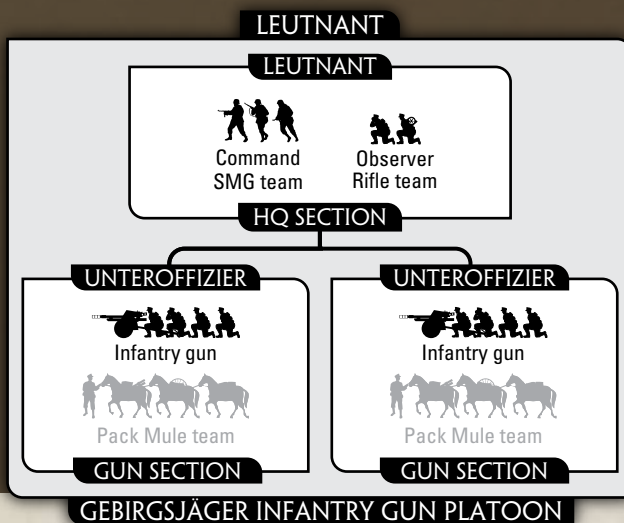 LEUTNANT
LEUTNANT
Command
SMG team
Observer
Rifle team
HQ SECTION
UNTEROFFIZIER
Infantry gun
Pack Mule team
GUN SECTION
UNTEROFFIZIER
Infantry gun
Pack Mule team
GUN SECTION
GEBIRGSJÄGER INFANTRY GUN PLATOON